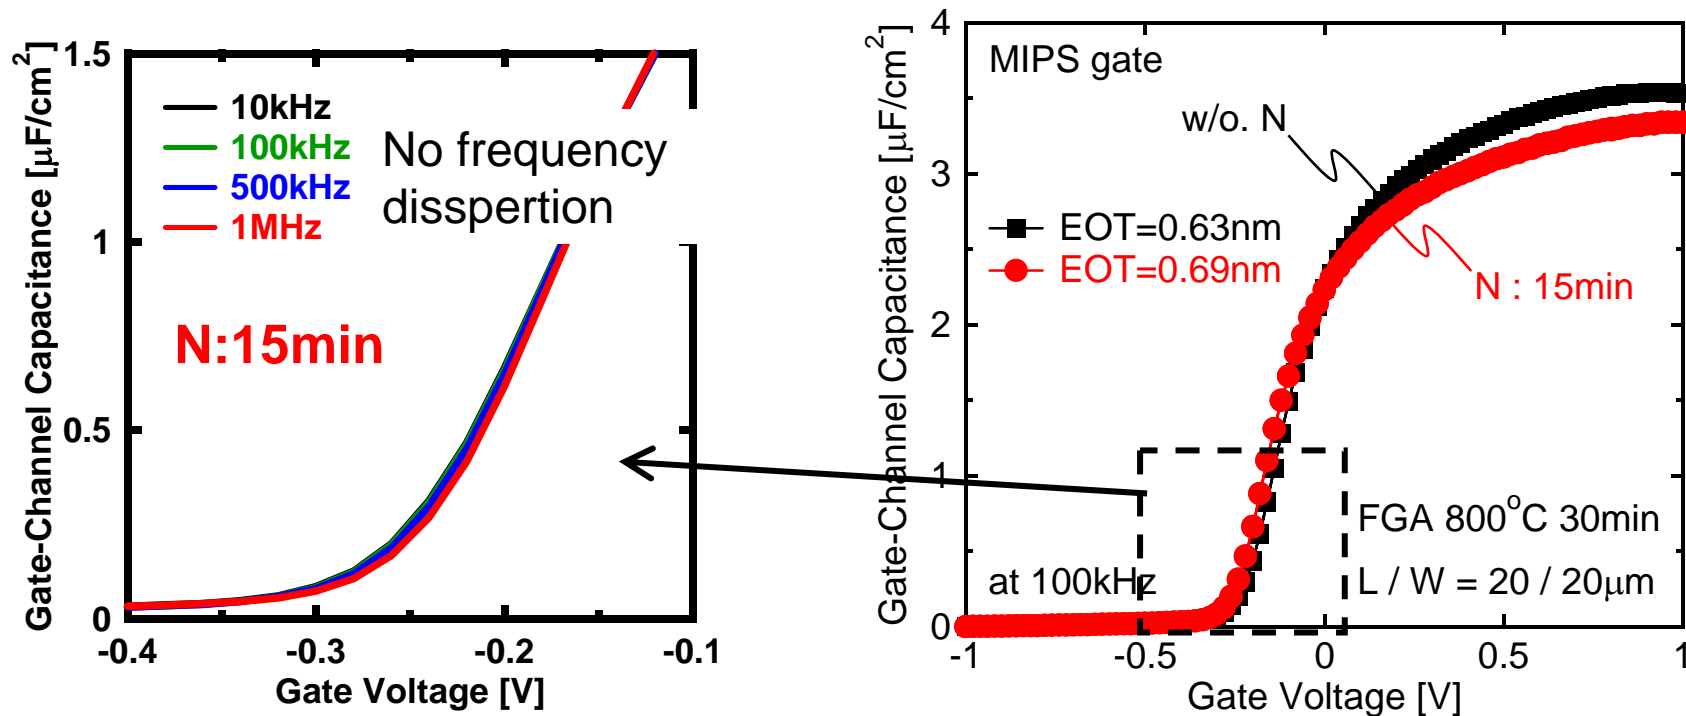 Gate-Channel Capacitance [µF/cm²]
1.5
1
0.5
0
-0.4
-0.3
-0.2
-0.1
Gate Voltage [V]
10kHz
100kHz
500kHz
1MHz
No frequency
disspertion
N:15min
Gate-Channel Capacitance [µF/cm²]
4
3
2
1
0
-1
-0.5
0
0.5
1
Gate Voltage [V]
MIPS gate
w/o. N
EOT=0.63nm
EOT=0.69nm
N : 15min
FGA 800°C 30min
at 100kHz
L / W = 20 / 20µm